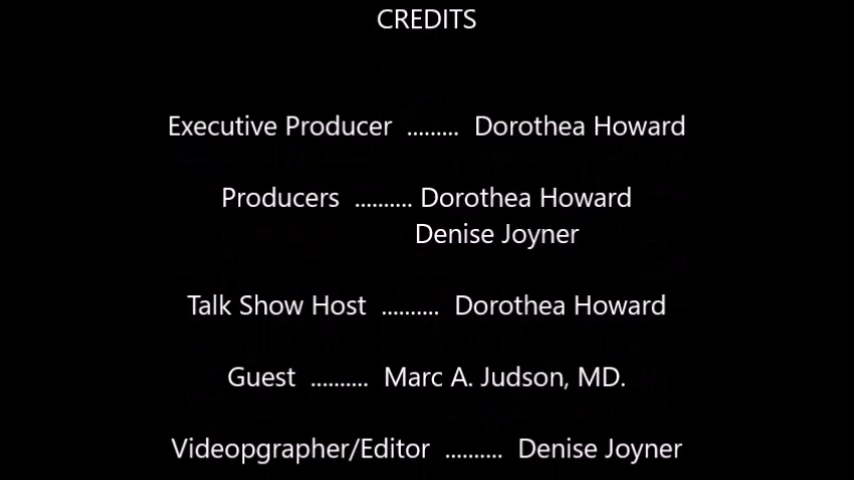 CREDITS
Executive Producer ......... Dorothea Howard
Producers .......... Dorothea Howard
Denise Joyner
Talk Show Host .......... Dorothea Howard
Guest .......... Marc A. Judson, MD.
Videopgrapher/Editor .......... Denise Joyner